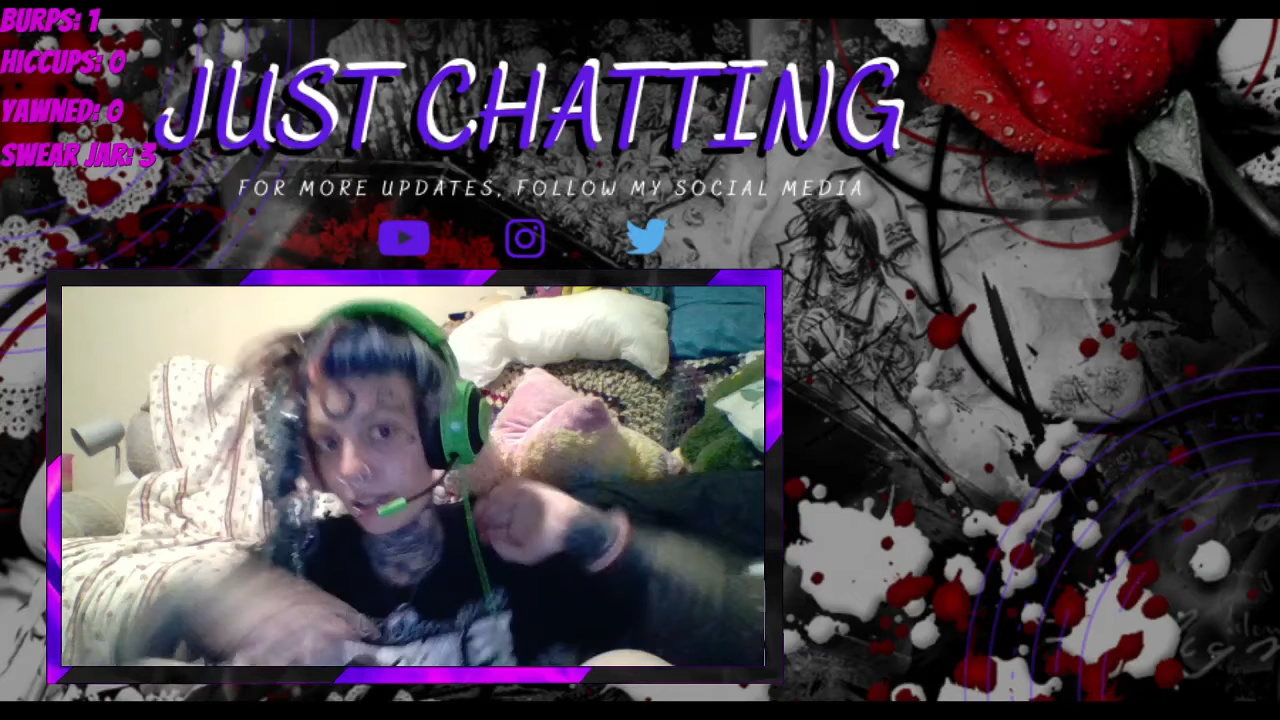 BURPS: 1
HICCUPS: 0
YAWNED: 0
SWEAR JAR: 3
JUST CHATTING
FOR MORE UPDATES, FOLLOW MY SOCIAL MEDIA